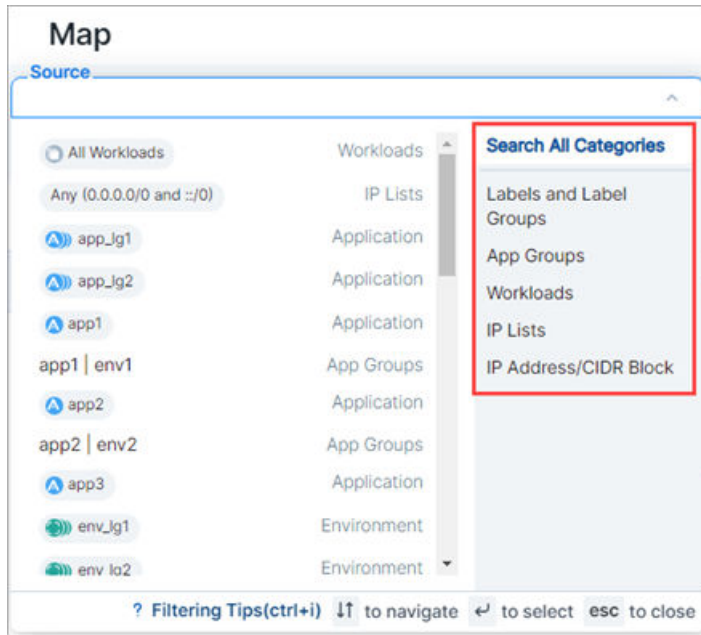 Map
Source
All Workloads Workloads
Any (0.0.0.0/0 and ::/0) IP Lists
app_lg1 Application
app_lg2 Application
app1 Application
app1 | env1 App Groups
app2 Application
app2 | env2 App Groups
app3 Application
env_lg1 Environment
env_lg2 Environment
Search All Categories
Labels and Label
Groups
App Groups
Workloads
IP Lists
IP Address/CIDR Block
? Filtering Tips(ctrl+i) ↓↑ to navigate ↵ to select esc to close